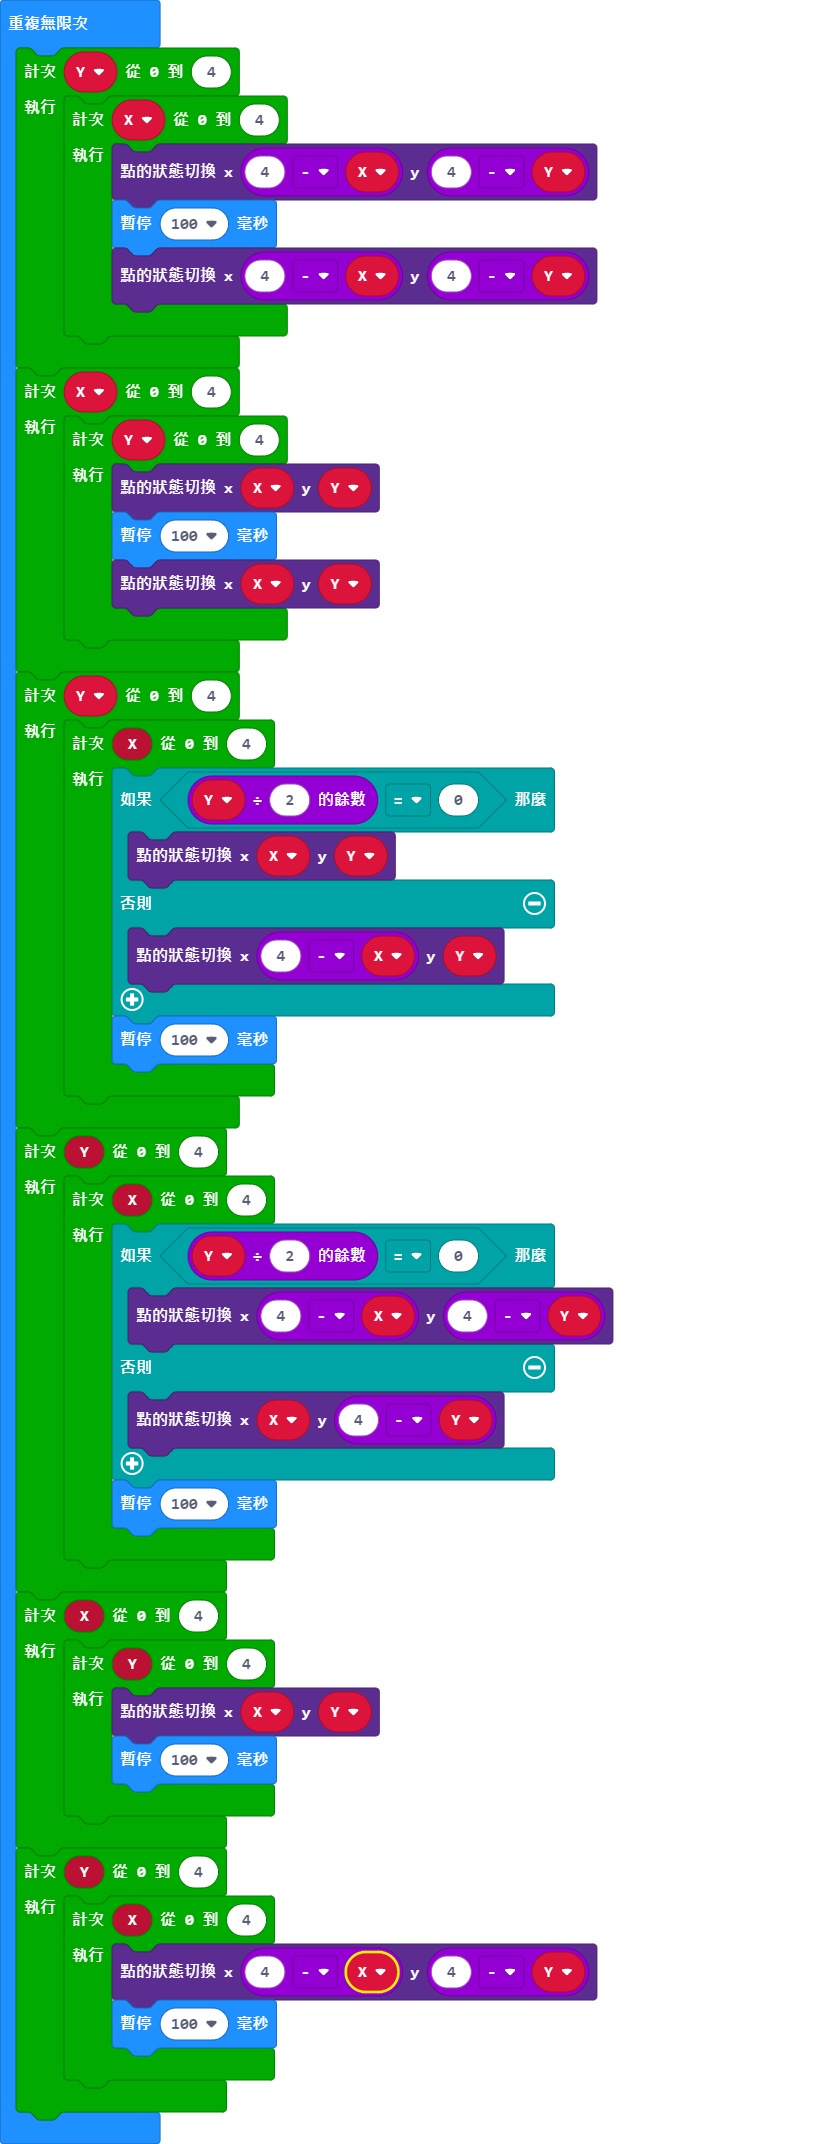 重複無限次
計次 Y 從 0 到 4
執行
計次 X 從 0 到 4
執行
點的狀態切換 x 4 - X y 4 - Y
暫停 100 毫秒
點的狀態切換 x 4 - X y 4 - Y
計次 X 從 0 到 4
執行
計次 Y 從 0 到 4
執行
點的狀態切換 x X y Y
暫停 100 毫秒
點的狀態切換 x X y Y
計次 Y 從 0 到 4
執行
計次 X 從 0 到 4
執行
如果 Y ÷ 2 的餘數 = 0 那麼
點的狀態切換 x X y Y
否則
點的狀態切換 x 4 - X y Y
暫停 100 毫秒
計次 Y 從 0 到 4
執行
計次 X 從 0 到 4
執行
如果 Y ÷ 2 的餘數 = 0 那麼
點的狀態切換 x 4 - X y 4 - Y
否則
點的狀態切換 x X y 4 - Y
暫停 100 毫秒
計次 X 從 0 到 4
執行
計次 Y 從 0 到 4
執行
點的狀態切換 x X y Y
暫停 100 毫秒
計次 Y 從 0 到 4
執行
計次 X 從 0 到 4
執行
點的狀態切換 x 4 - X y 4 - Y
暫停 100 毫秒